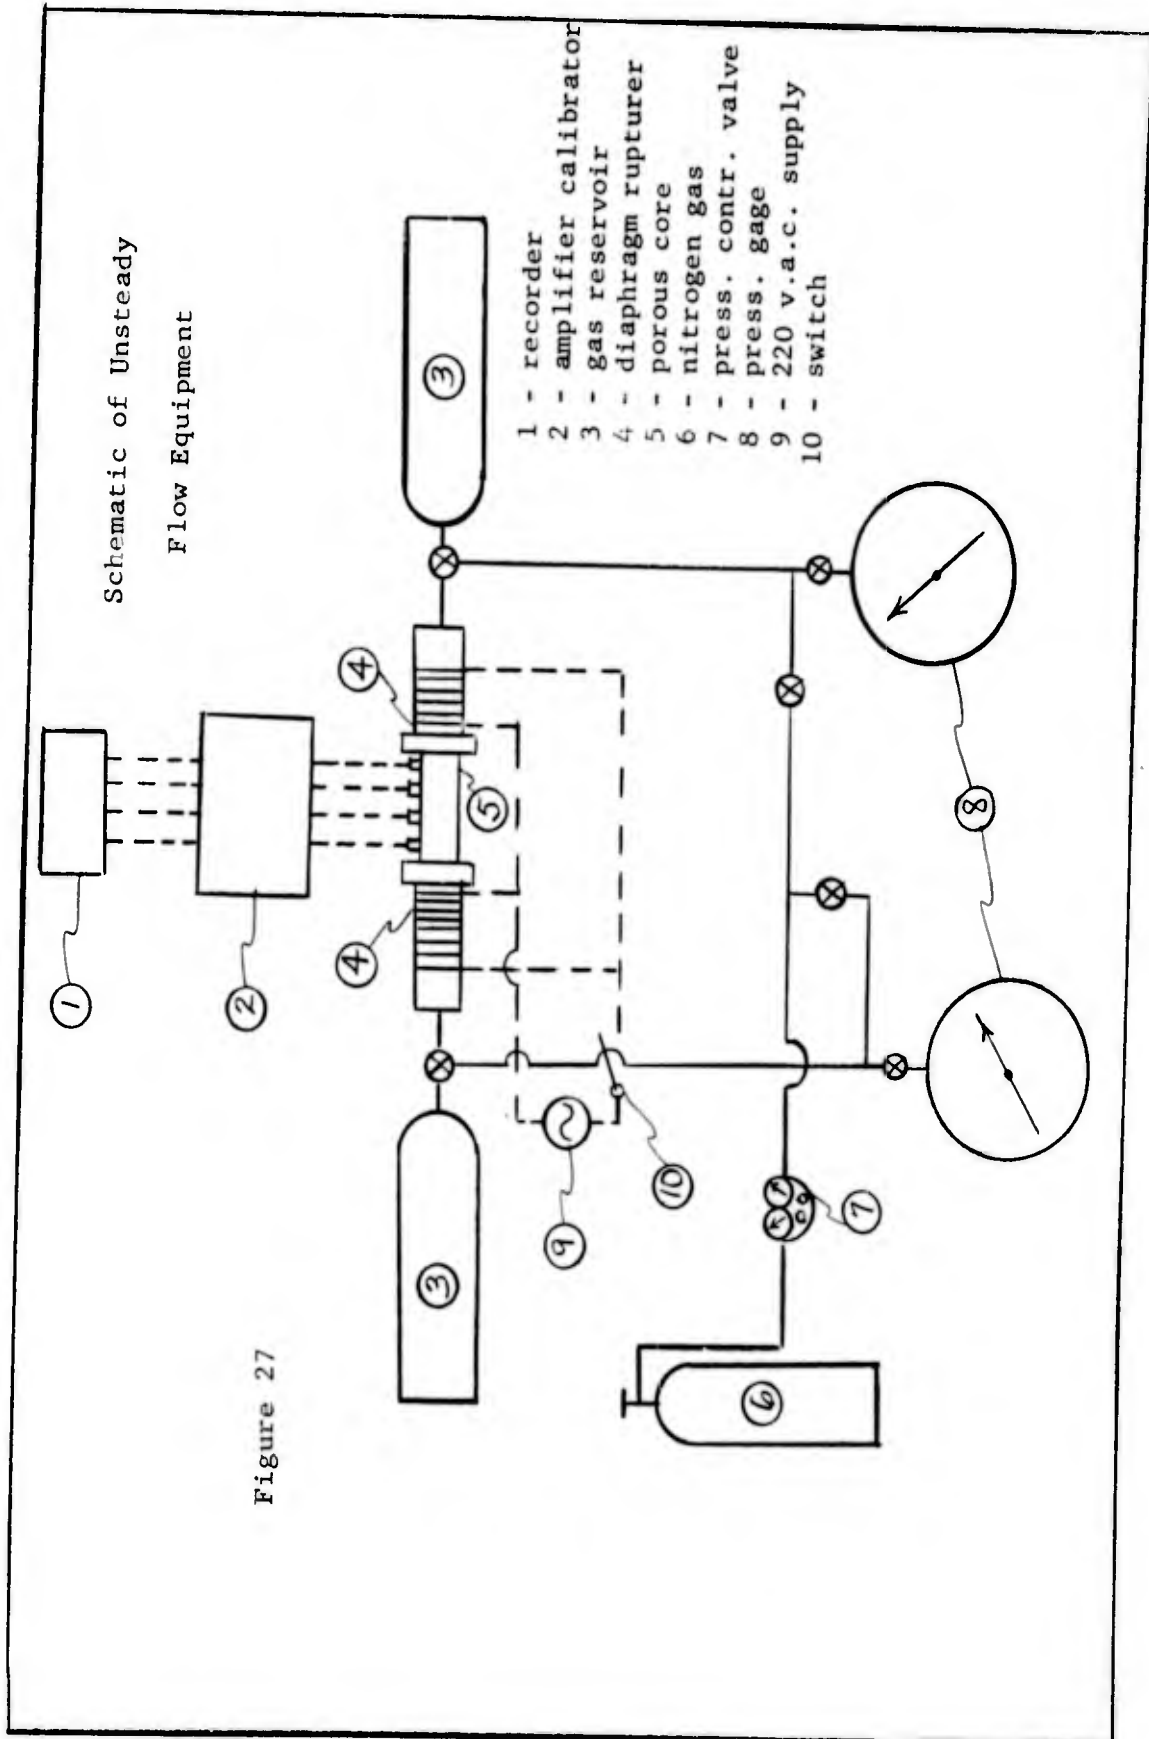 Schematic of Unsteady
Flow Equipment
1
2
4
4
3
3
5
9
10
6
7
8
1 - recorder
2 - amplifier calibrator
3 - gas reservoir
4 - diaphragm rupturer
5 - porous core
6 - nitrogen gas
7 - press. contr. valve
8 - press. gage
9 - 220 v.a.c. supply
10 - switch
Figure 27